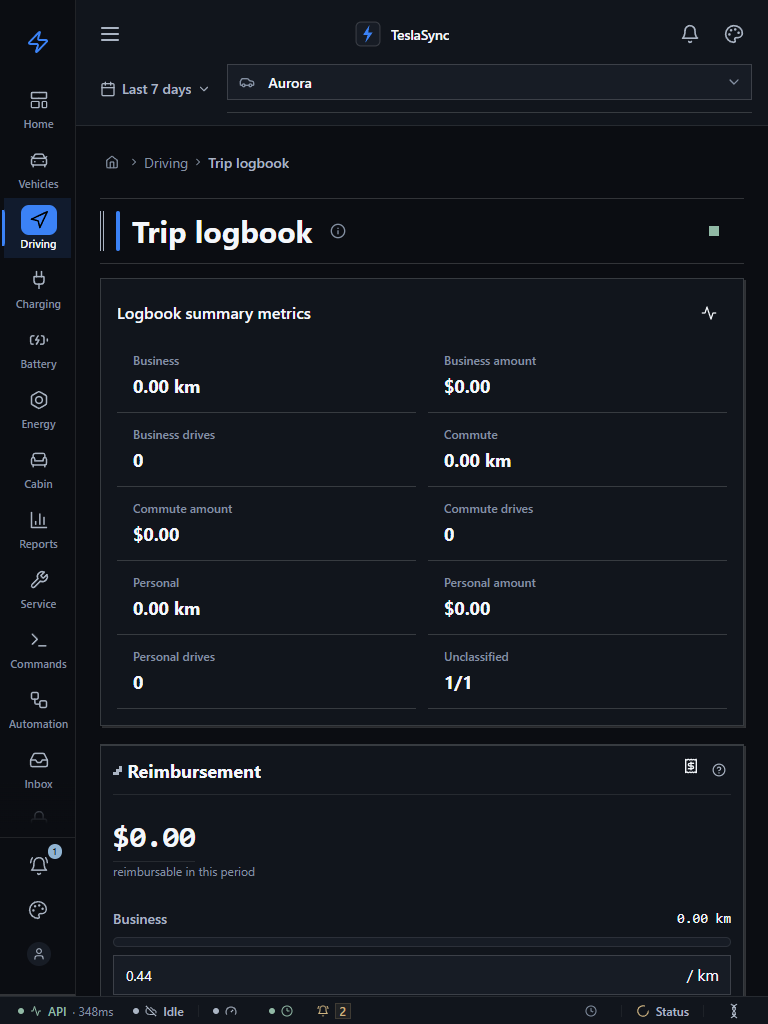 TeslaSync
Last 7 days
Aurora
Home
Vehicles
Driving
Charging
Battery
Energy
Cabin
Reports
Service
Commands
Automation
Inbox
1
Driving
Trip logbook
Trip logbook
Logbook summary metrics
Business
0.00 km
Business amount
$0.00
Business drives
0
Commute
0.00 km
Commute amount
$0.00
Commute drives
0
Personal
0.00 km
Personal amount
$0.00
Personal drives
0
Unclassified
1/1
Reimbursement
$0.00
reimbursable in this period
Business
0.00 km
0.44
/ km
API · 348ms
Idle
2
Status